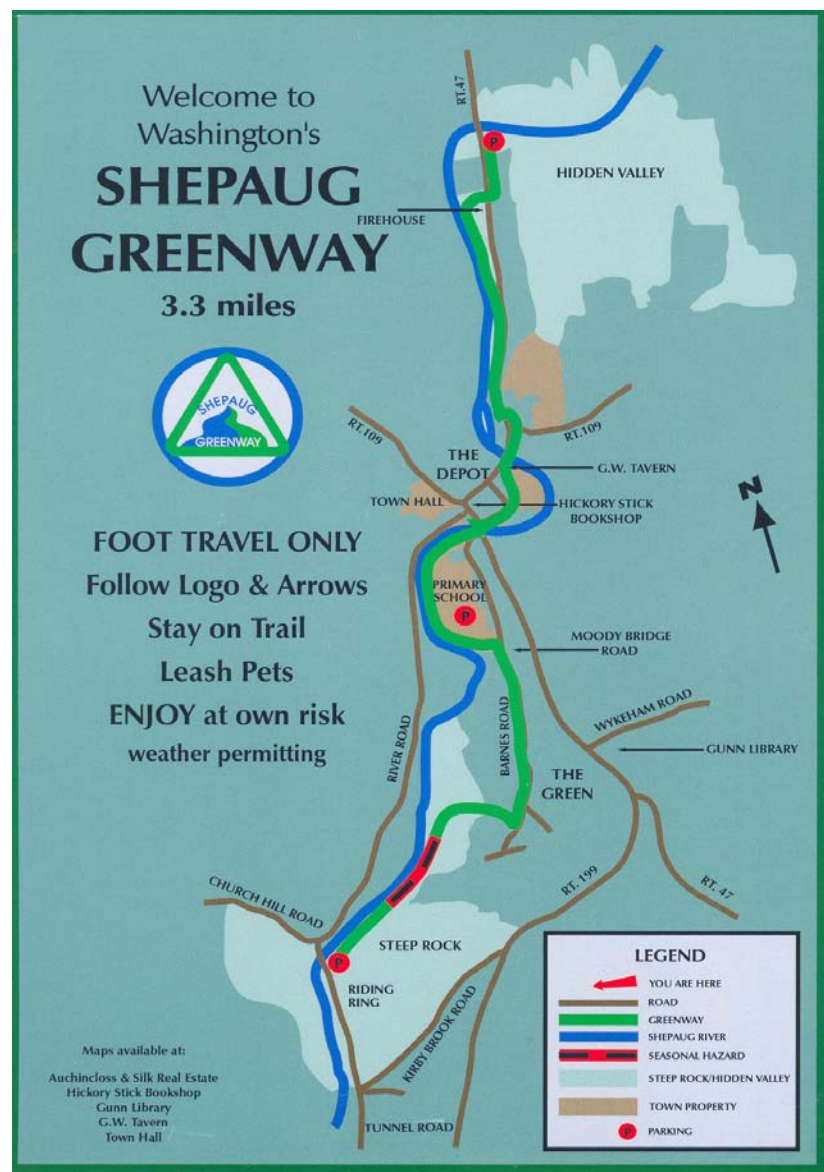 Welcome to
Washington's
SHEPAUG
GREENWAY
3.3 miles
SHEPAUG
GREENWAY
FOOT TRAVEL ONLY
Follow Logo & Arrows
Stay on Trail
Leash Pets
ENJOY at own risk
weather permitting
RT.47
P
HIDDEN VALLEY
FIREHOUSE
RT.109
RT.109
THE
DEPOT
G.W. TAVERN
TOWN HALL
HICKORY STICK
BOOKSHOP
N
PRIMARY
SCHOOL
P
MOODY BRIDGE
ROAD
RIVER ROAD
BARNES ROAD
WYKEHAM ROAD
GUNN LIBRARY
THE
GREEN
RT. 199
RT. 47
CHURCH HILL ROAD
STEEP ROCK
P
RIDING
RING
KIRBY BROOK ROAD
TUNNEL ROAD
Maps available at:
Auchincloss & Silk Real Estate
Hickory Stick Bookshop
Gunn Library
G.W. Tavern
Town Hall
LEGEND
YOU ARE HERE
ROAD
GREENWAY
SHEPAUG RIVER
SEASONAL HAZARD
STEEP ROCK/HIDDEN VALLEY
TOWN PROPERTY
P
PARKING